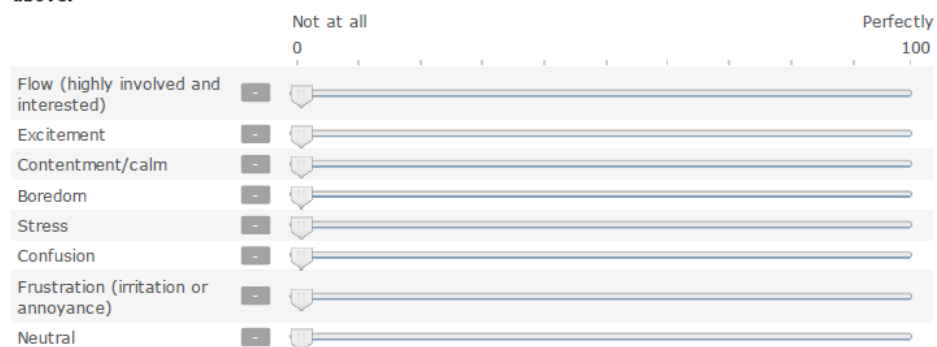 Not at all Perfectly
0 100
Flow (highly involved and
interested) -
Excitement -
Contentment/calm -
Boredom -
Stress -
Confusion -
Frustration (irritation or
annoyance) -
Neutral -